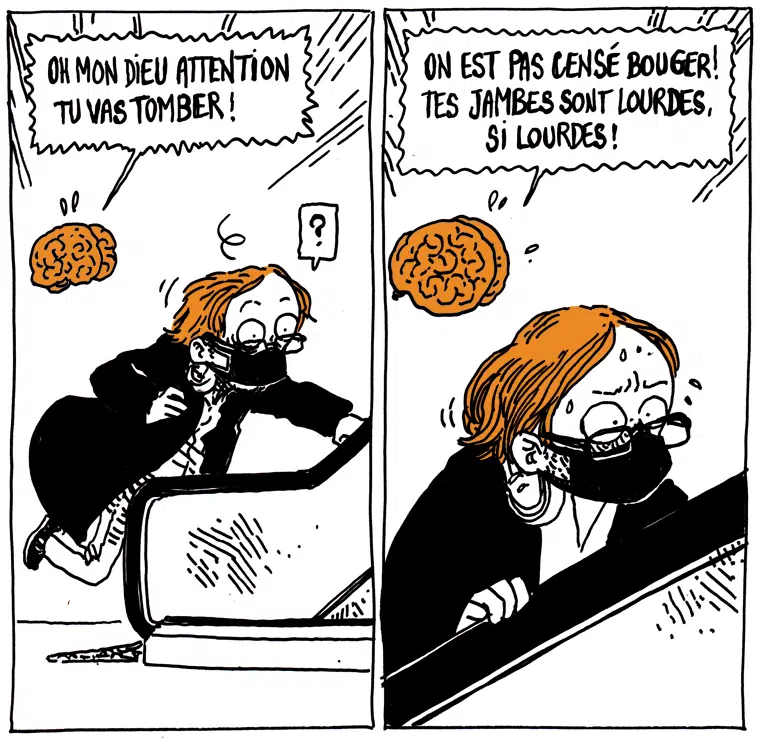 OH MON DIEU ATTENTION
TU VAS TOMBER !
?
ON EST PAS CENSÉ BOUGER !
TES JAMBES SONT LOURDES,
SI LOURDES !